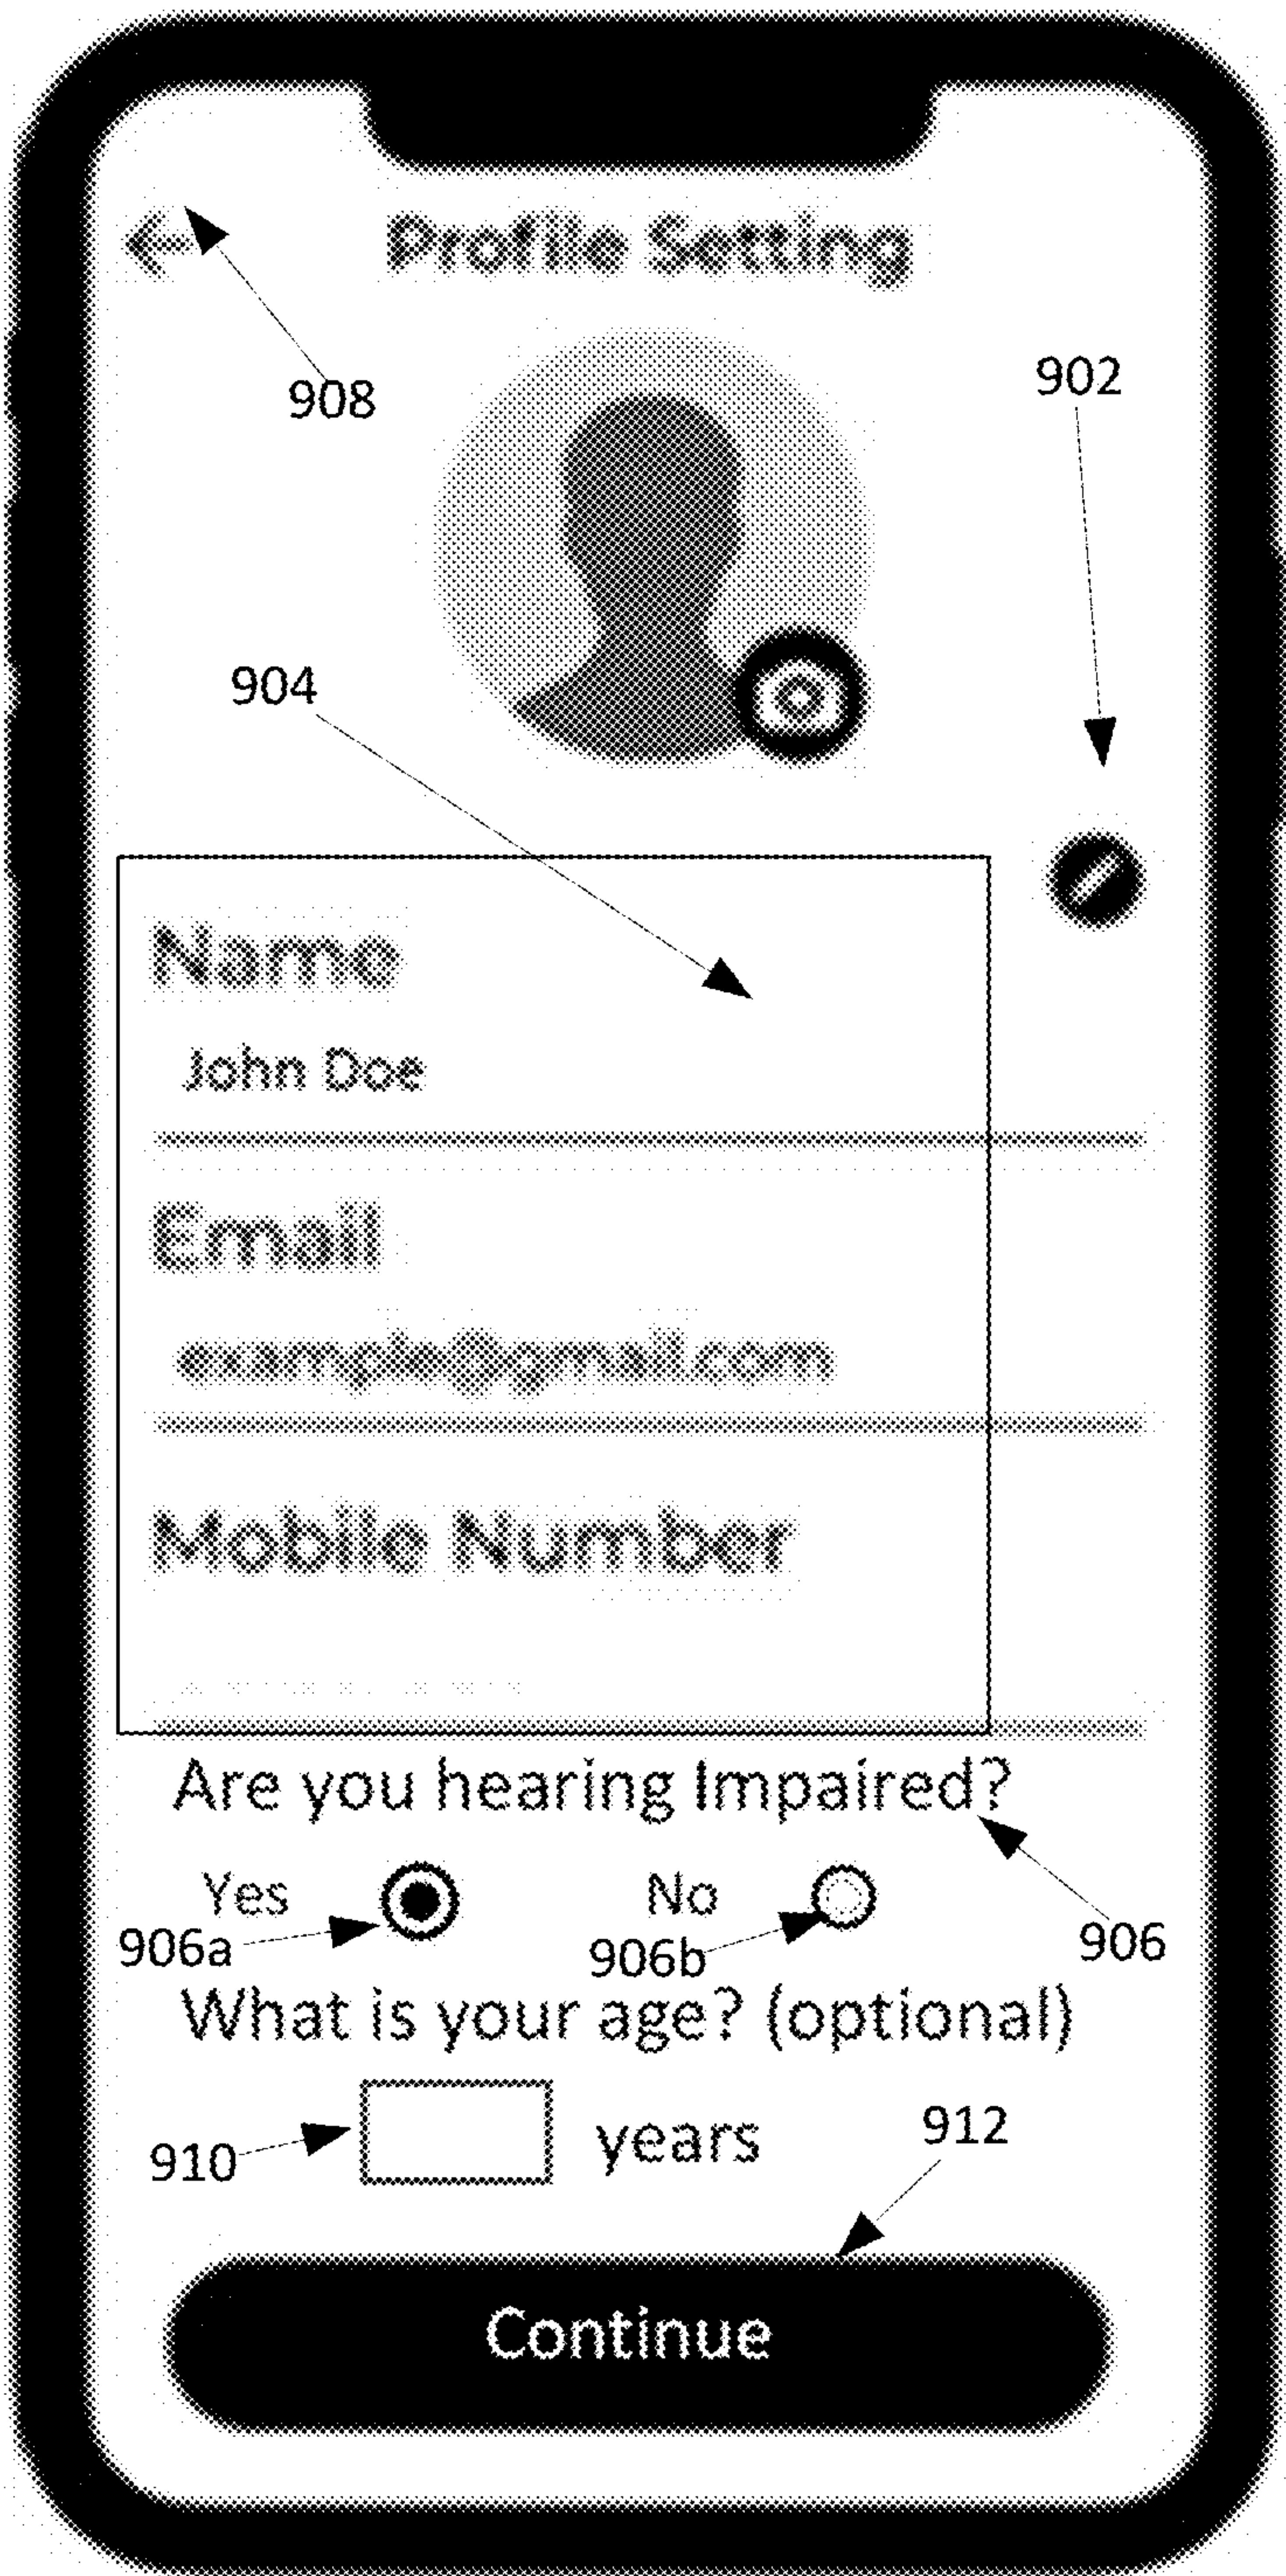 Profile Setting
908
902
904
Name
John Doe
Email
example@gmail.com
Mobile Number
Are you hearing Impaired?
Yes No
906a 906b 906
What is your age? (optional)
910 years 912
Continue